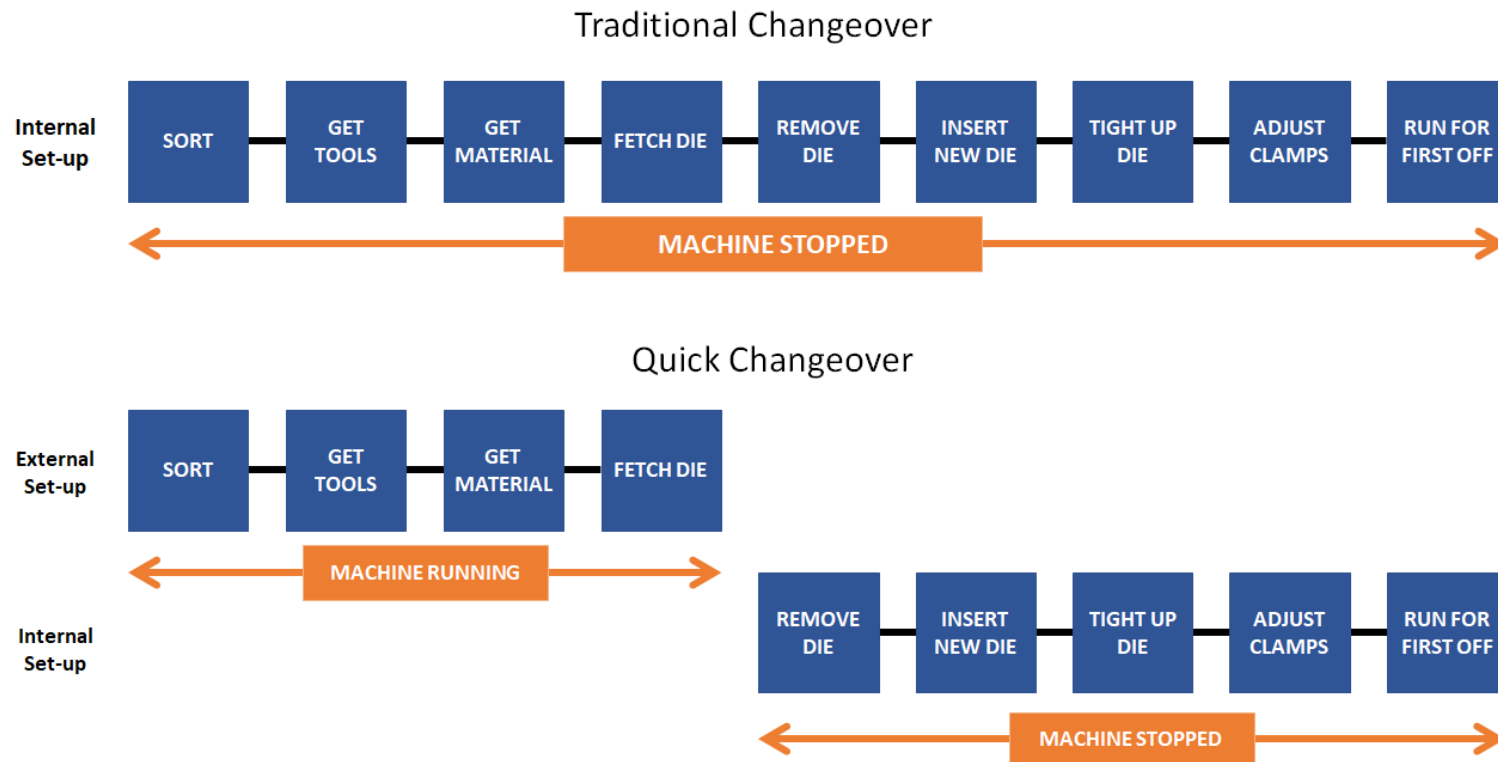 Traditional Changeover
Internal
Set-up
SORT
GET
TOOLS
GET
MATERIAL
FETCH DIE
REMOVE
DIE
INSERT
NEW DIE
TIGHT UP
DIE
ADJUST
CLAMPS
RUN FOR
FIRST OFF
MACHINE STOPPED
Quick Changeover
External
Set-up
SORT
GET
TOOLS
GET
MATERIAL
FETCH DIE
MACHINE RUNNING
Internal
Set-up
REMOVE
DIE
INSERT
NEW DIE
TIGHT UP
DIE
ADJUST
CLAMPS
RUN FOR
FIRST OFF
MACHINE STOPPED